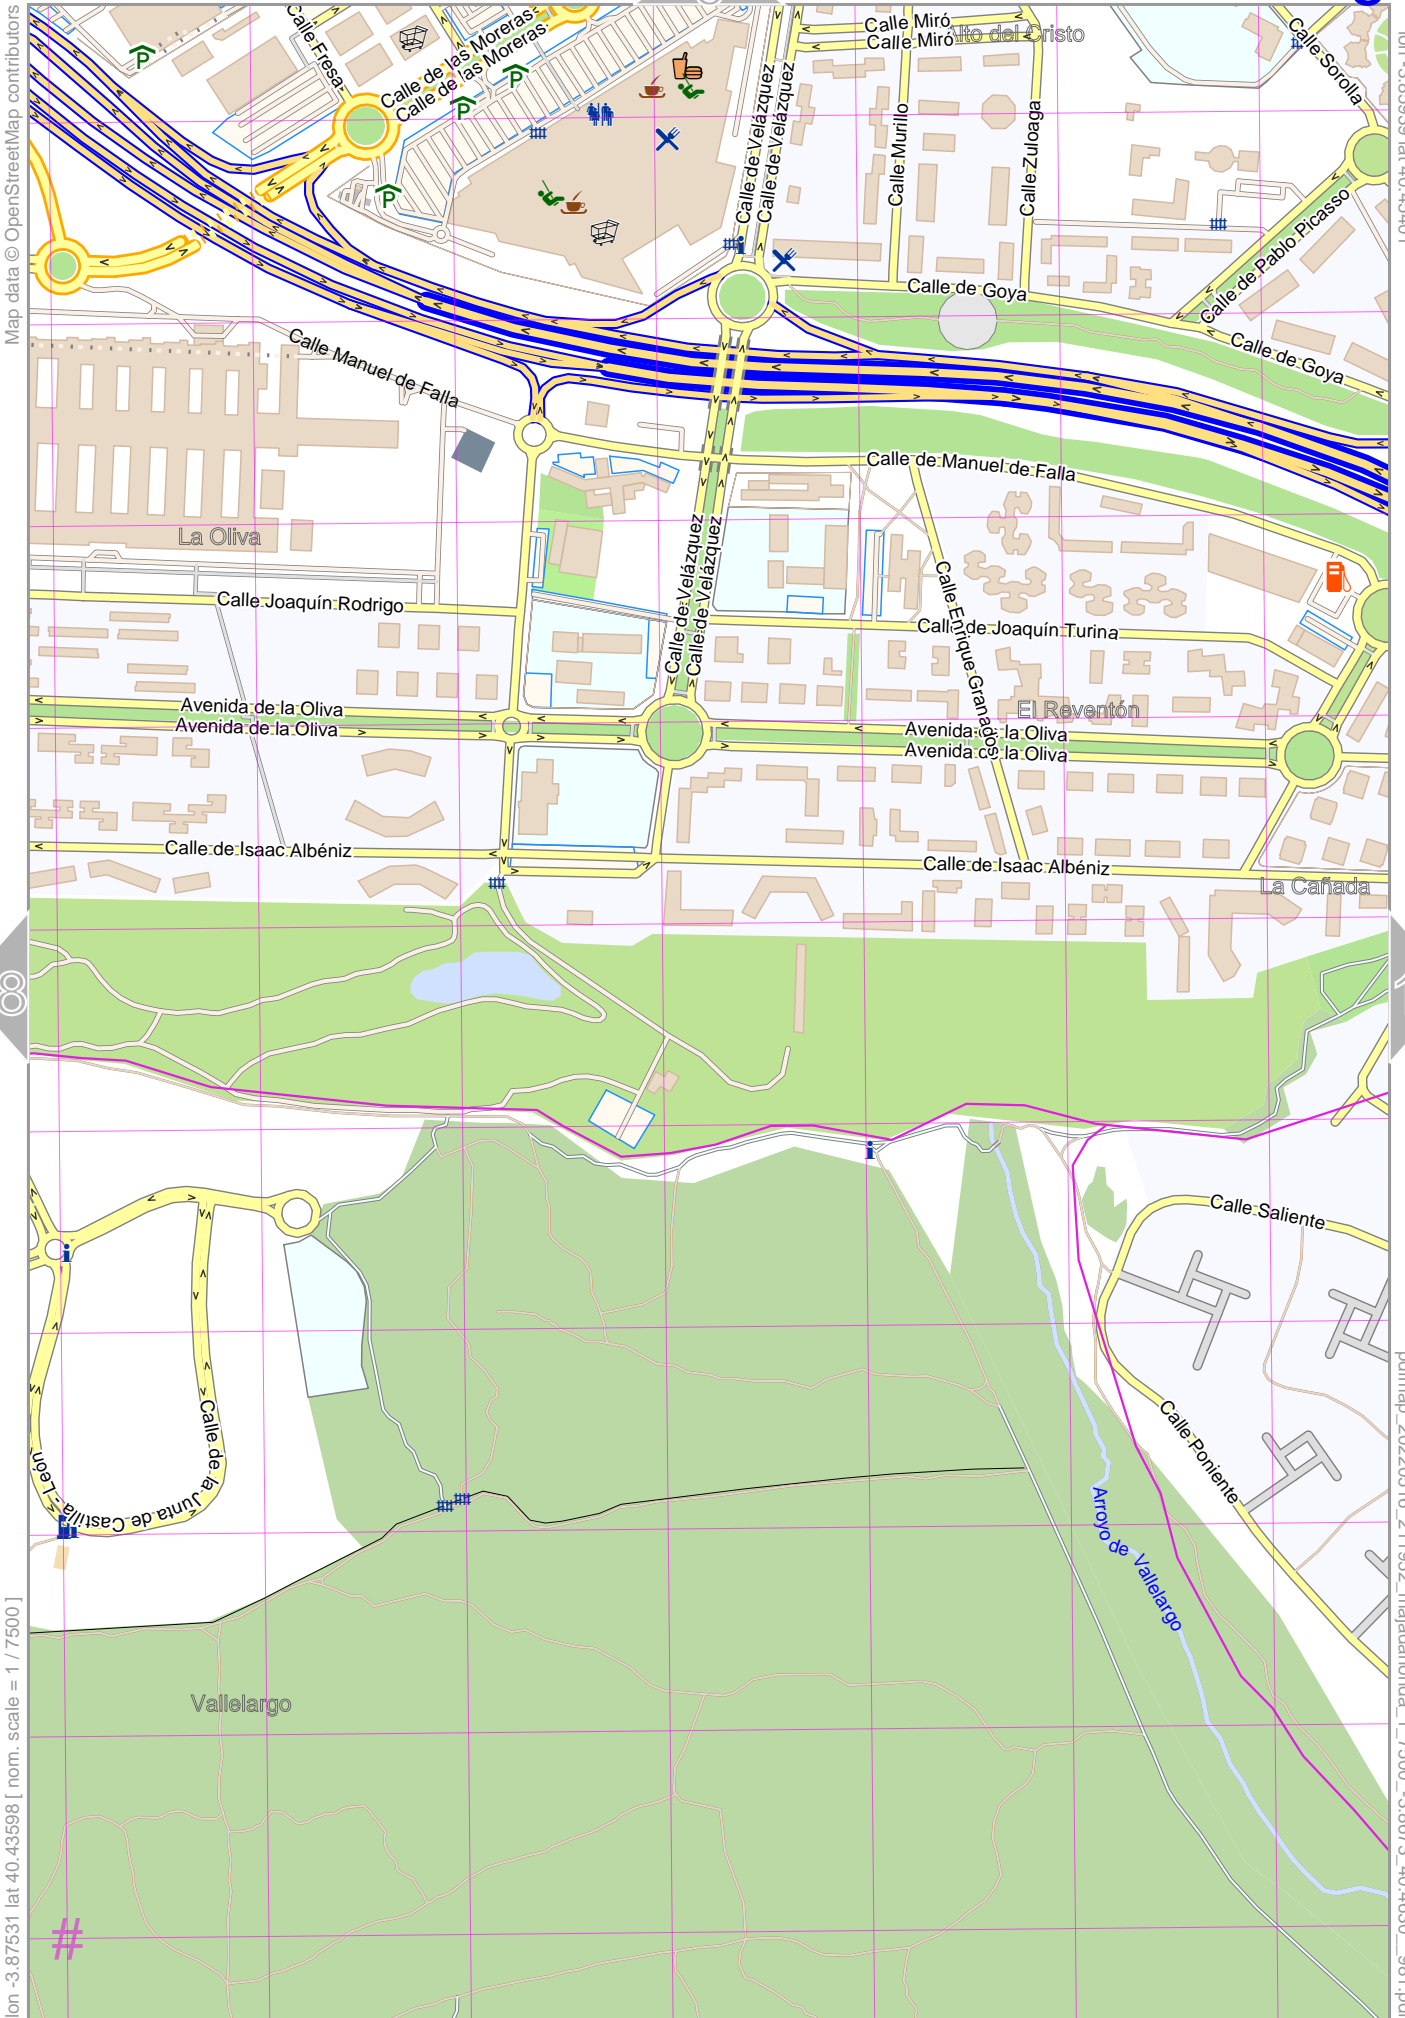 Map data © OpenStreetMap contributors
Calle Fresa
Calle de las Moreras
Calle de las Moreras
Calle Miró
Calle Miró
Alto del Cristo
Calle Sorolla
P
P
P
P
Calle de Velázquez
Calle de Velázquez
Calle Murillo
Calle Zuloaga
Calle de Pablo Picasso
i
Calle de Goya
Calle de Goya
Calle Manuel de Falla
Calle de Manuel de Falla
La Oliva
Calle de Velázquez
Calle de Velázquez
Calle Enrique Granados
Calle Joaquín Rodrigo
Calle de Joaquín Turina
Avenida de la Oliva
Avenida de la Oliva
El Reventón
Avenida de la Oliva
Avenida de la Oliva
Calle de Isaac Albéniz
Calle de Isaac Albéniz
La Cañada
8
i
Calle Saliente
i
Calle de la Junta de Castilla - León
Calle Poniente
Arroyo de Vallelargo
Vallelargo
#
lon -3.87531 lat 40.43598 [ nom. scale = 1 / 7500 ]